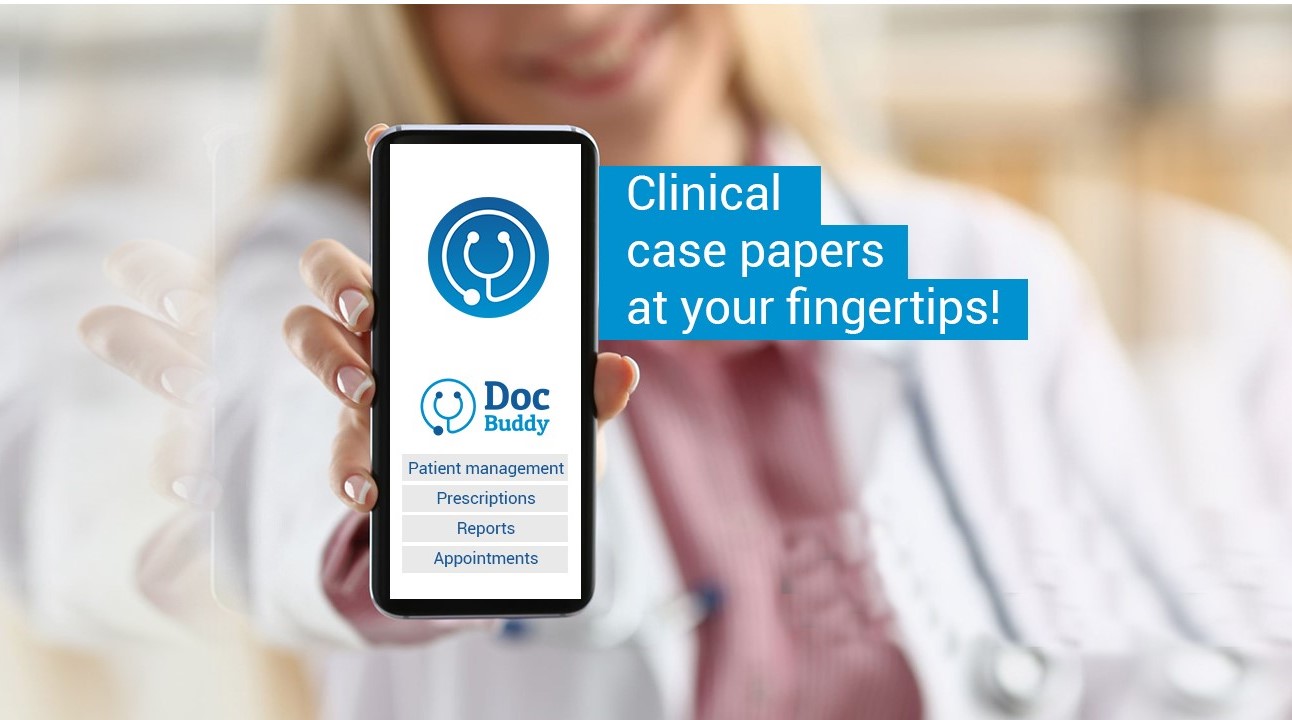 Clinical
case papers
at your fingertips!
Doc
Buddy
Patient management
Prescriptions
Reports
Appointments